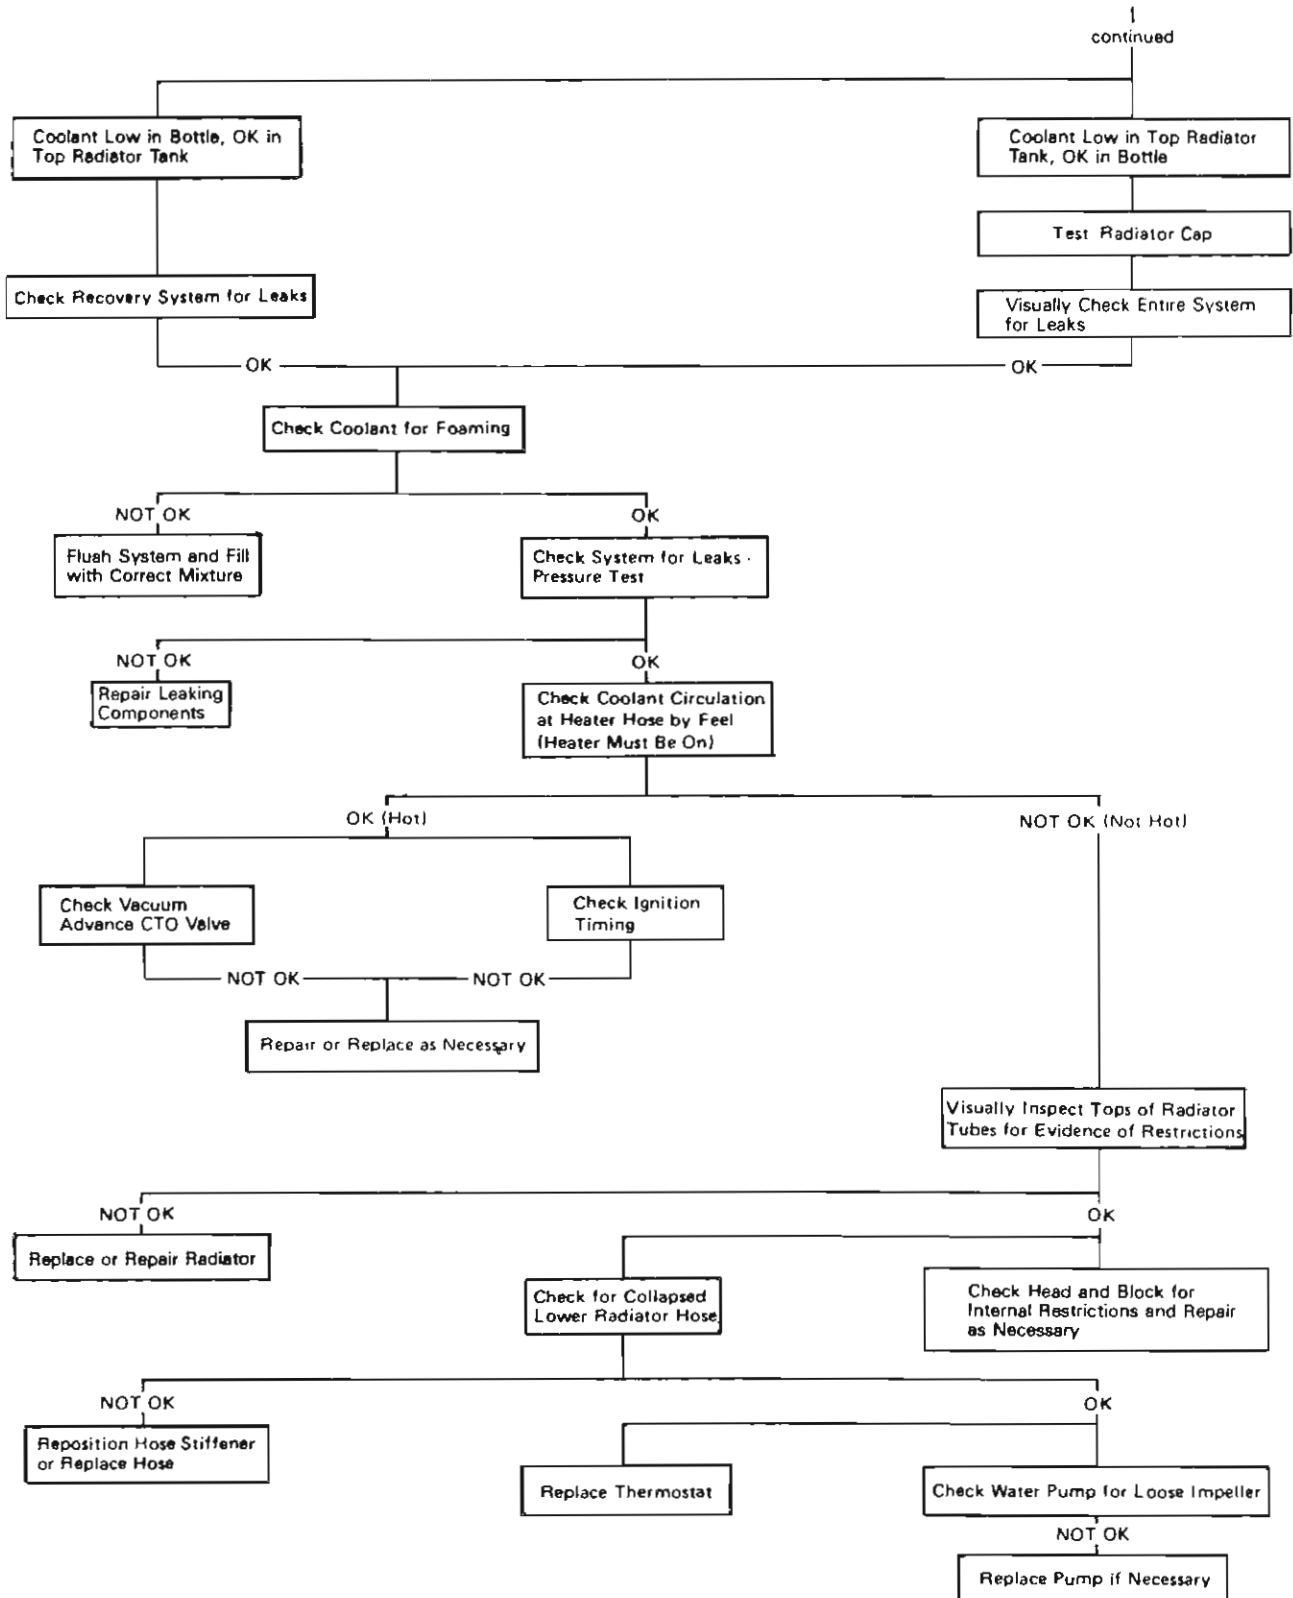 continued
Coolant Low in Bottle, OK in
Top Radiator Tank
Coolant Low in Top Radiator
Tank, OK in Bottle
Test Radiator Cap
Check Recovery System for Leaks
Visually Check Entire System
for Leaks
OK
OK
Check Coolant for Foaming
NOT OK
OK
Flush System and Fill
with Correct Mixture
Check System for Leaks -
Pressure Test
NOT OK
OK
Repair Leaking
Components
Check Coolant Circulation
at Heater Hose by Feel
(Heater Must Be On)
OK (Hot)
NOT OK (Not Hot)
Check Vacuum
Advance CTO Valve
Check Ignition
Timing
NOT OK
NOT OK
Repair or Replace as Necessary
Visually Inspect Tops of Radiator
Tubes for Evidence of Restrictions
NOT OK
OK
Replace or Repair Radiator
Check for Collapsed
Lower Radiator Hose
Check Head and Block for
Internal Restrictions and Repair
as Necessary
NOT OK
OK
Reposition Hose Stiffener
or Replace Hose
Replace Thermostat
Check Water Pump for Loose Impeller
NOT OK
Replace Pump if Necessary